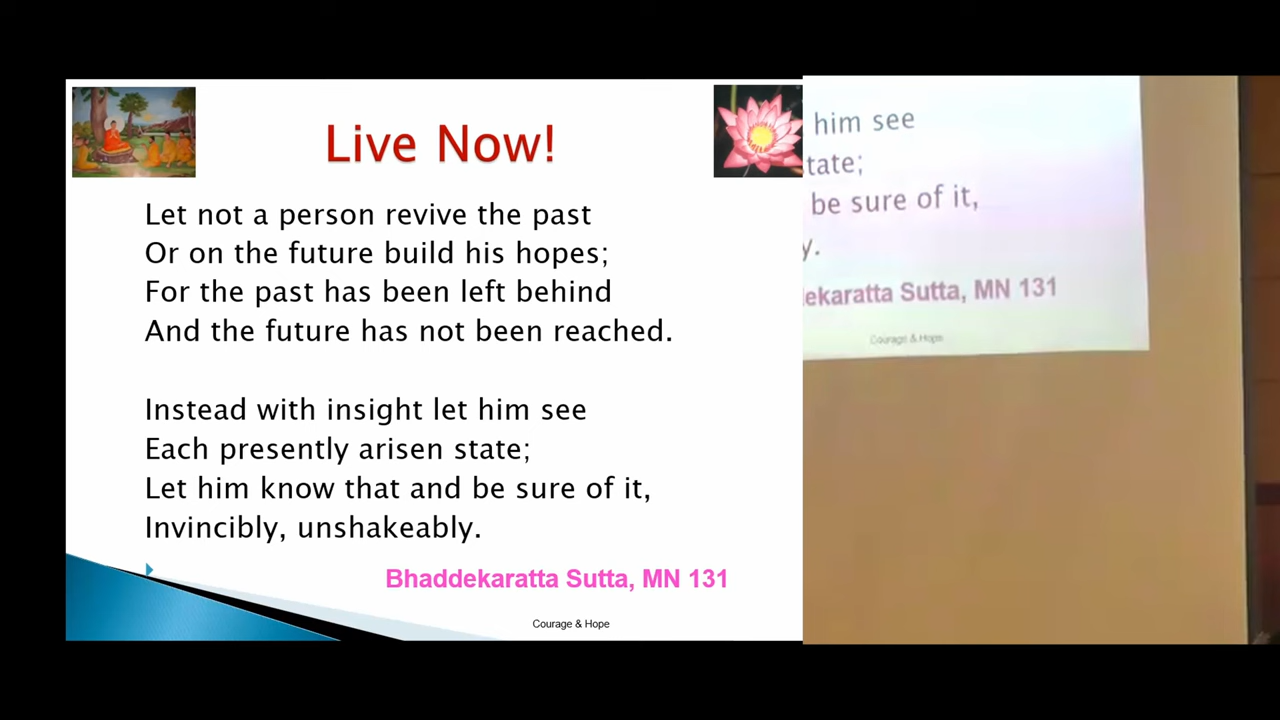 Live Now!
Let not a person revive the past
Or on the future build his hopes;
For the past has been left behind
And the future has not been reached.
Instead with insight let him see
Each presently arisen state;
Let him know that and be sure of it,
Invincibly, unshakeably.
Bhaddekaratta Sutta, MN 131
Courage & Hope
him see
tate;
be sure of it,
y.
ekaratta Sutta, MN 131
Courage & Hope